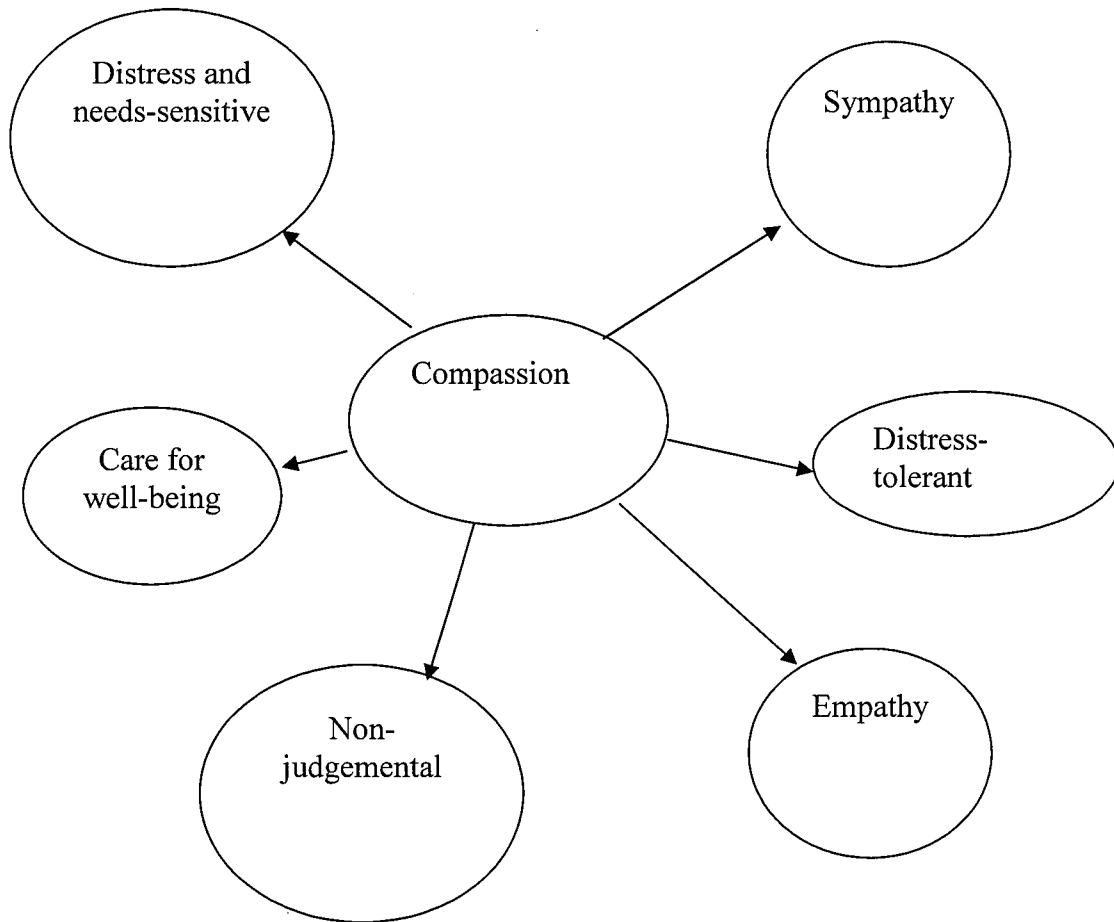 Distress and
needs-sensitive
Sympathy
Compassion
Care for
well-being
Distress-
tolerant
Non-
judgemental
Empathy